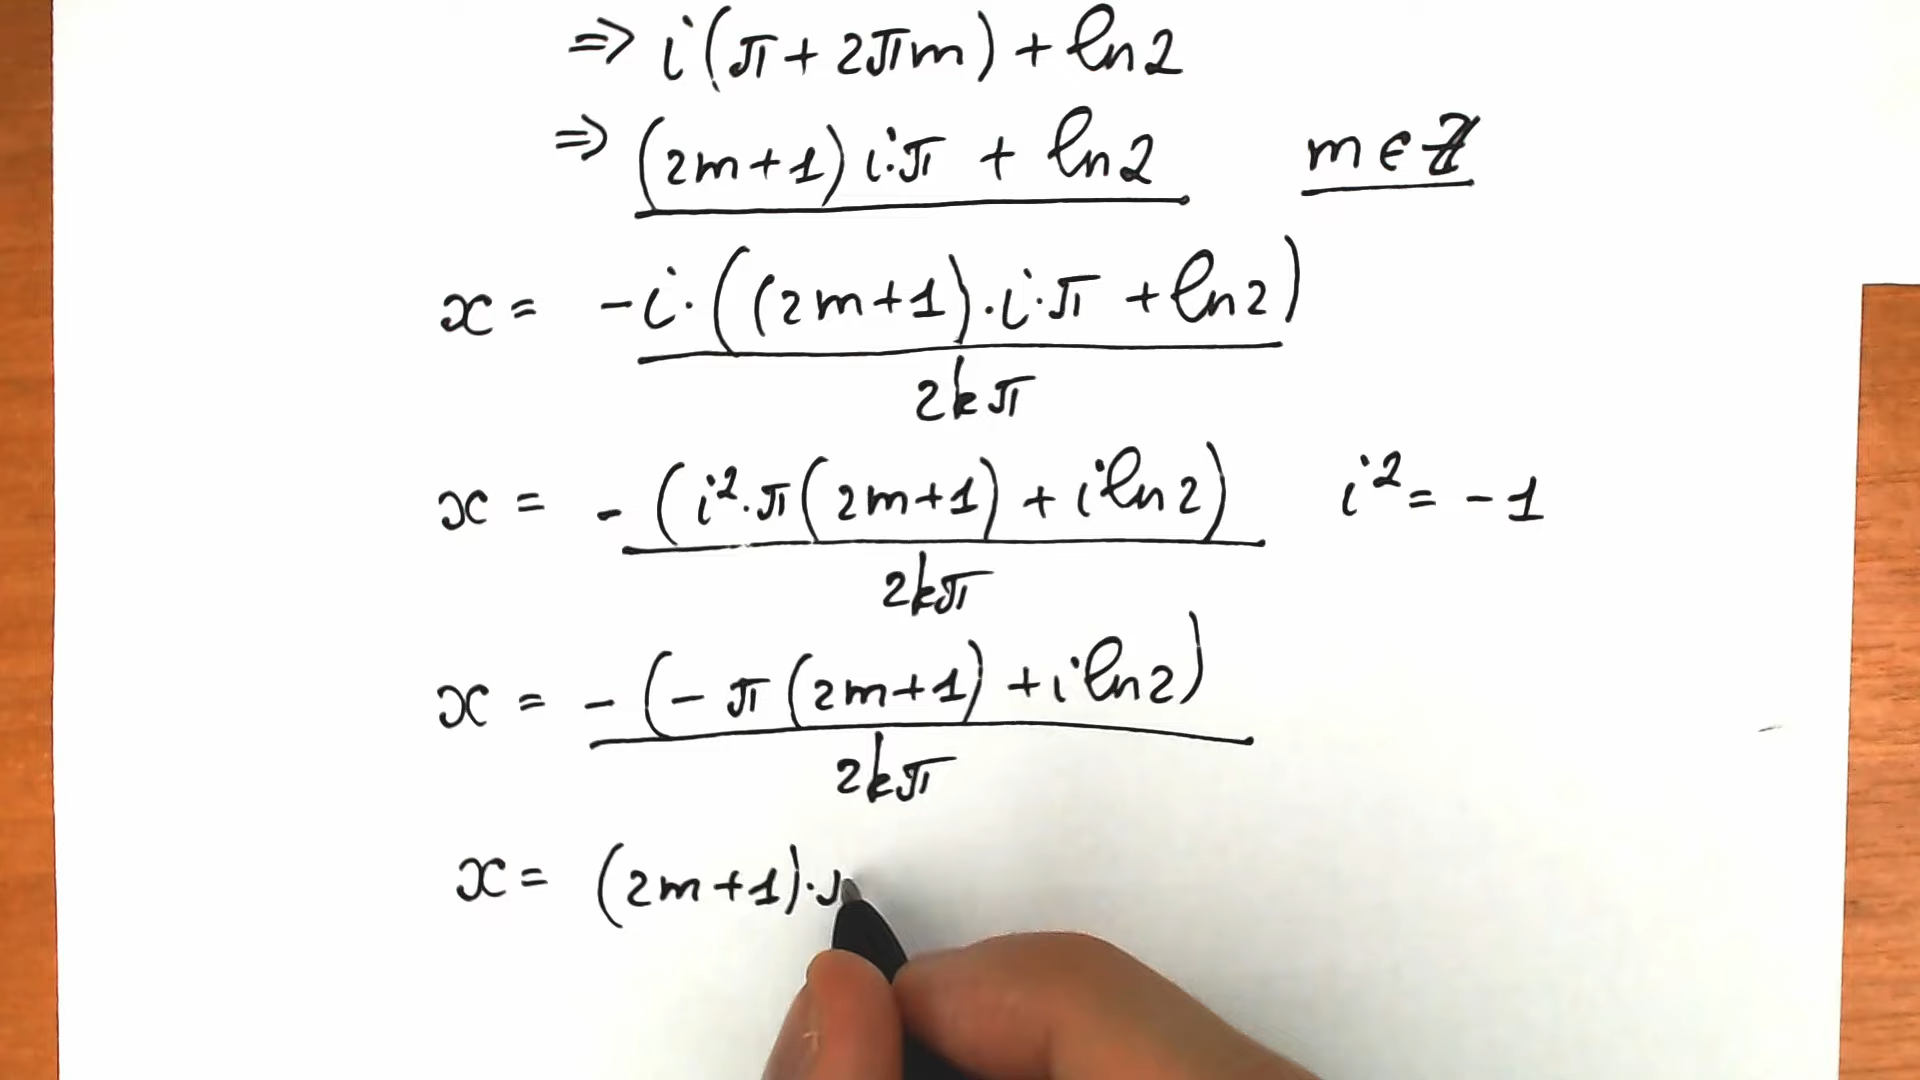 ⇒ i(π + 2πm) + ln2
⇒ (2m+1) i·π + ln2   m ∈ ℤ
x = -i·((2m+1)·i·π + ln2)
2kπ
x = -(i²·π(2m+1) + i ln2)   i² = -1
2kπ
x = -(-π(2m+1) + i ln2)
2kπ
x = (2m+1)·π